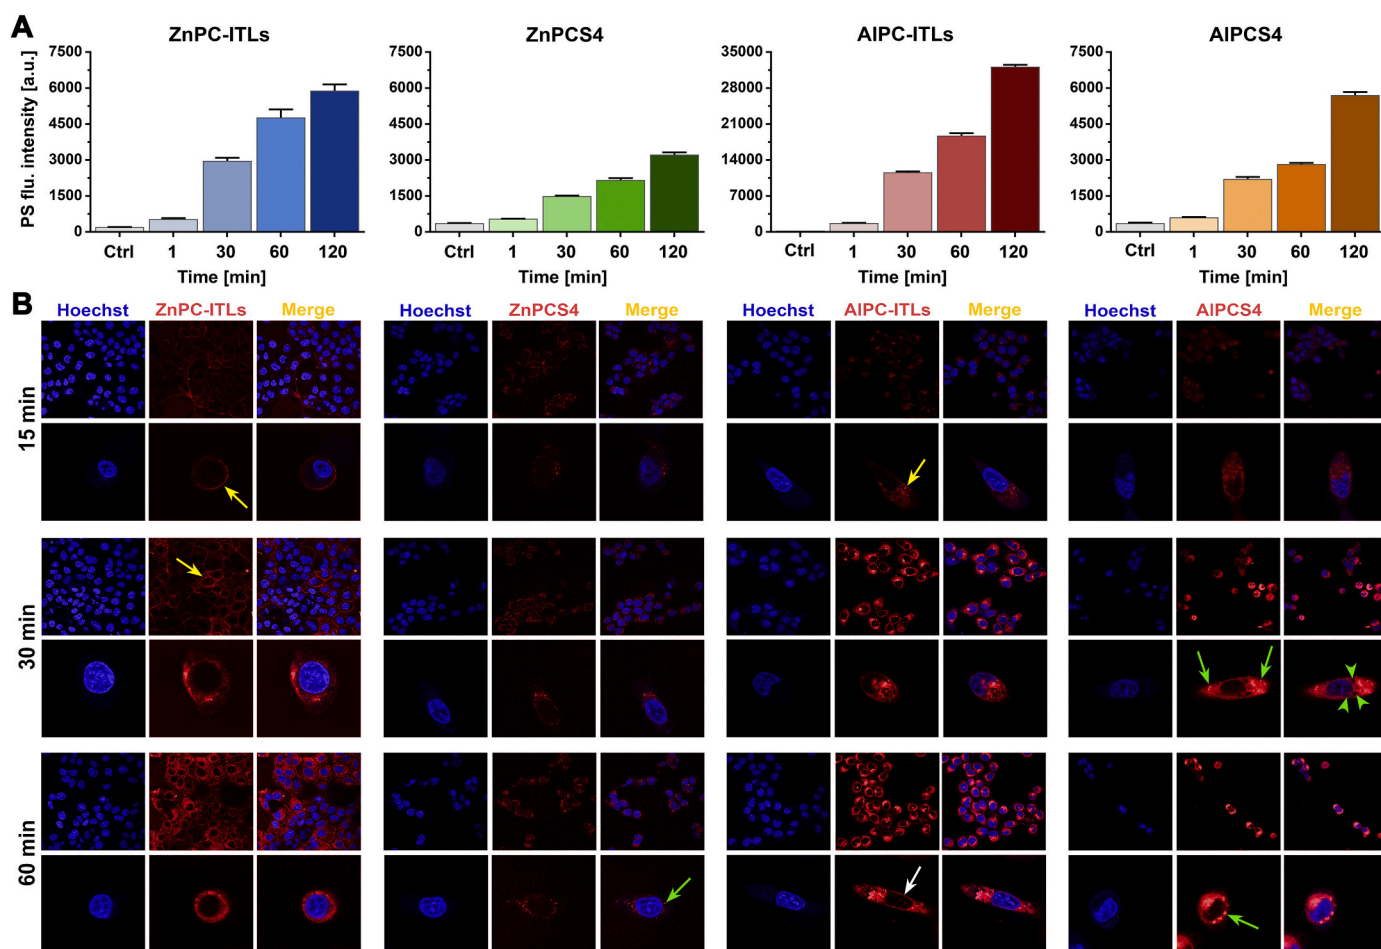 A
ZnPC-ITLs ZnPCS4 AlPC-ITLs AlPCS4
PS flu. intensity [a.u.]
7500 7500 35000 7500
6000 6000 28000 6000
4500 4500 21000 4500
3000 3000 14000 3000
1500 1500 7000 1500
0 0 0 0
Ctrl 1 30 60 120 Ctrl 1 30 60 120 Ctrl 1 30 60 120 Ctrl 1 30 60 120
Time [min] Time [min] Time [min] Time [min]
B
Hoechst ZnPC-ITLs Merge Hoechst ZnPCS4 Merge Hoechst AlPC-ITLs Merge Hoechst AlPCS4 Merge
15 min
30 min
60 min